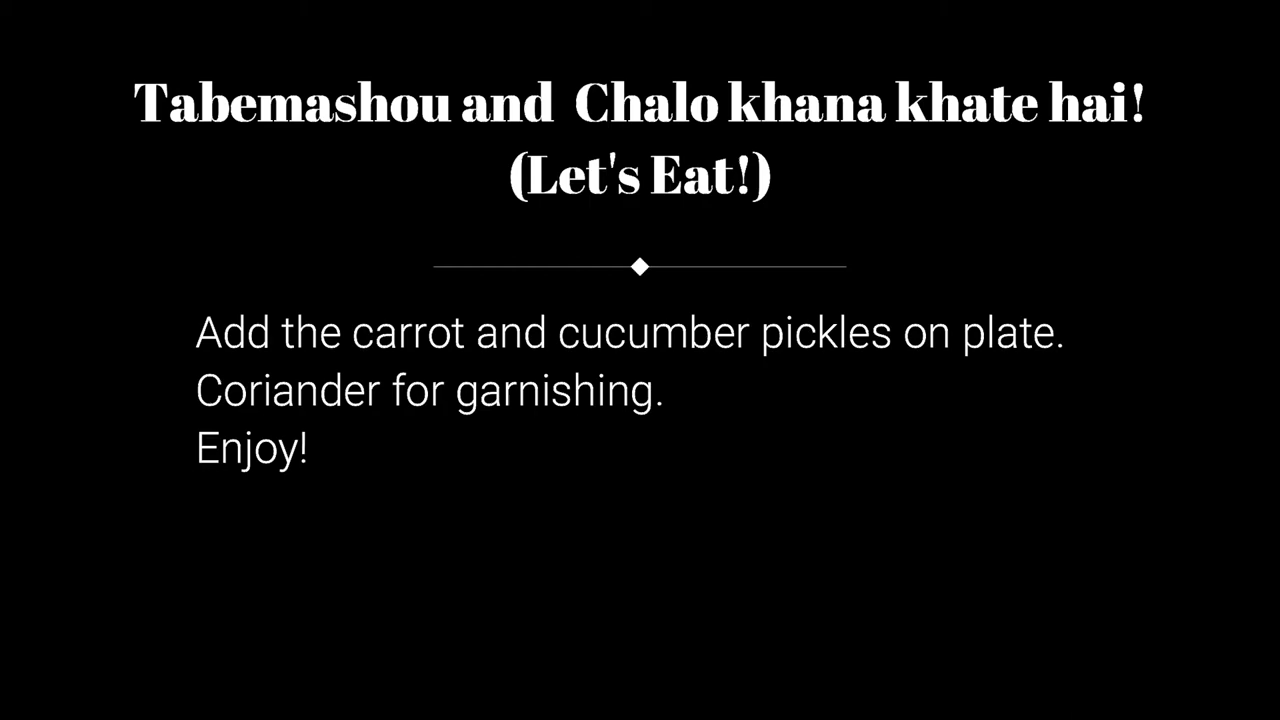 Tabemashou and Chalo khana khate hai!
(Let's Eat!)
Add the carrot and cucumber pickles on plate.
Coriander for garnishing.
Enjoy!